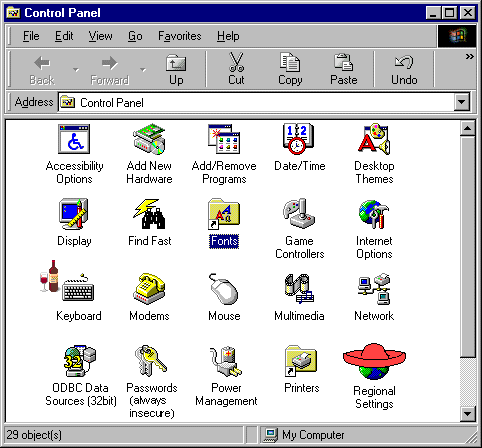 Control Panel
File Edit View Go Favorites Help
Back Forward Up Cut Copy Paste Undo »
Address Control Panel
Accessibility Options
Add New Hardware
Add/Remove Programs
1 2
Date/Time
Desktop Themes
Display
Find Fast
Fonts
Game Controllers
Internet Options
Keyboard
Modems
Mouse
Multimedia
Network
32
ODBC Data Sources (32bit)
Passwords (always insecure)
Power Management
Printers
Regional Settings
29 object(s) My Computer